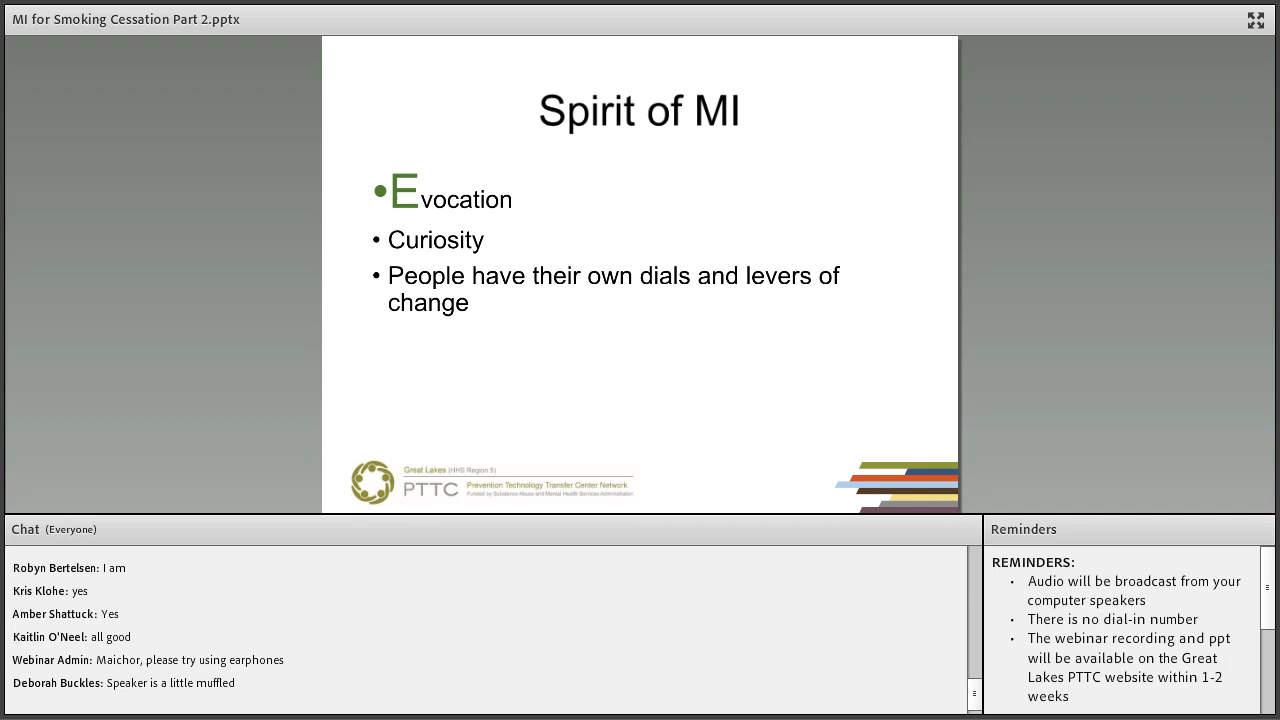 MI for Smoking Cessation Part 2.pptx
Spirit of MI
• Evocation
• Curiosity
• People have their own dials and levers of
change
Great Lakes (HHS Region 5)
PTTC
Prevention Technology Transfer Center Network
Funded by Substance Abuse and Mental Health Services Administration
Chat (Everyone)
Robyn Bertelsen: I am
Kris Klohe: yes
Amber Shattuck: Yes
Kaitlin O'Neel: all good
Webinar Admin: Maichor, please try using earphones
Deborah Buckles: Speaker is a little muffled
Reminders
REMINDERS:
• Audio will be broadcast from your
computer speakers
• There is no dial-in number
• The webinar recording and ppt
will be available on the Great
Lakes PTTC website within 1-2
weeks